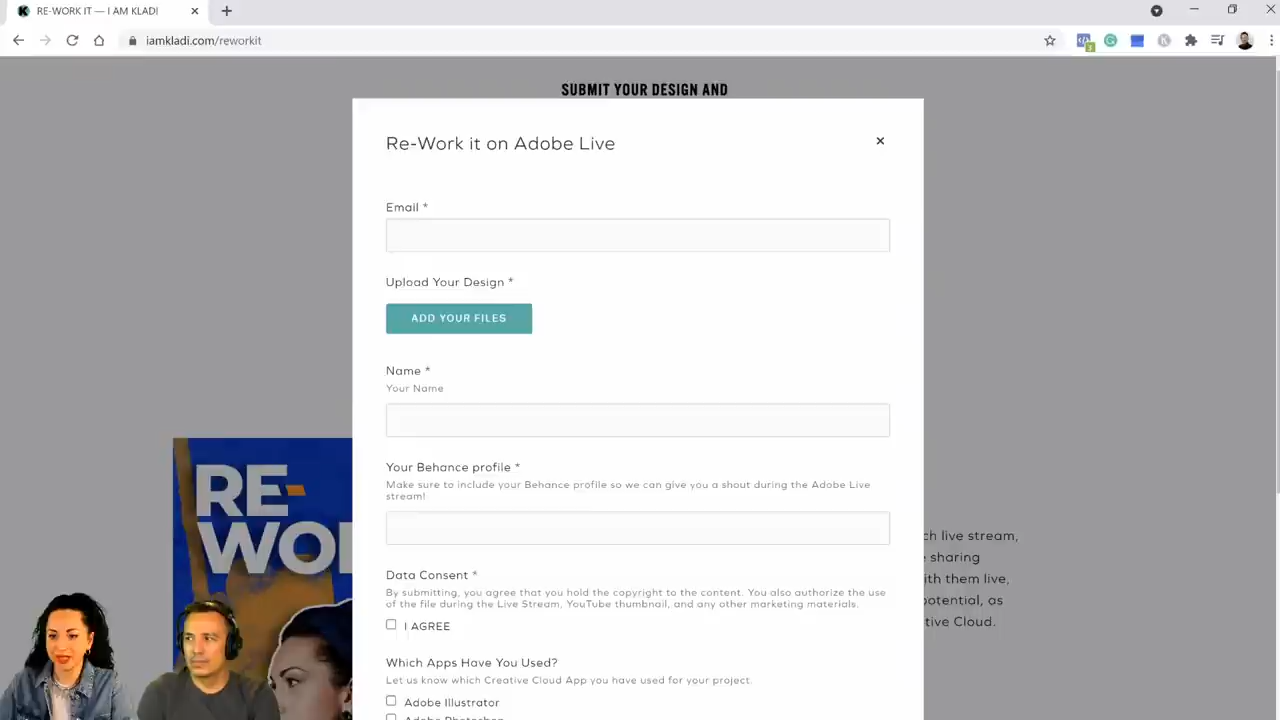 RE-WORK IT — I AM KLADI
iamkladi.com/reworkit
SUBMIT YOUR DESIGN AND
Re-Work it on Adobe Live
Email *
Upload Your Design *
ADD YOUR FILES
Name *
Your Name
Your Behance profile *
Make sure to include your Behance profile so we can give you a shout during the Adobe Live
stream!
Data Consent *
By submitting, you agree that you hold the copyright to the content. You also authorize the use
of the file during the Live Stream, YouTube thumbnail, and any other marketing materials.
I AGREE
Which Apps Have You Used?
Let us know which Creative Cloud App you have used for your project.
Adobe Illustrator
Adobe Photoshop
RE-
WO
live stream,
sharing
them live,
as
Cloud.